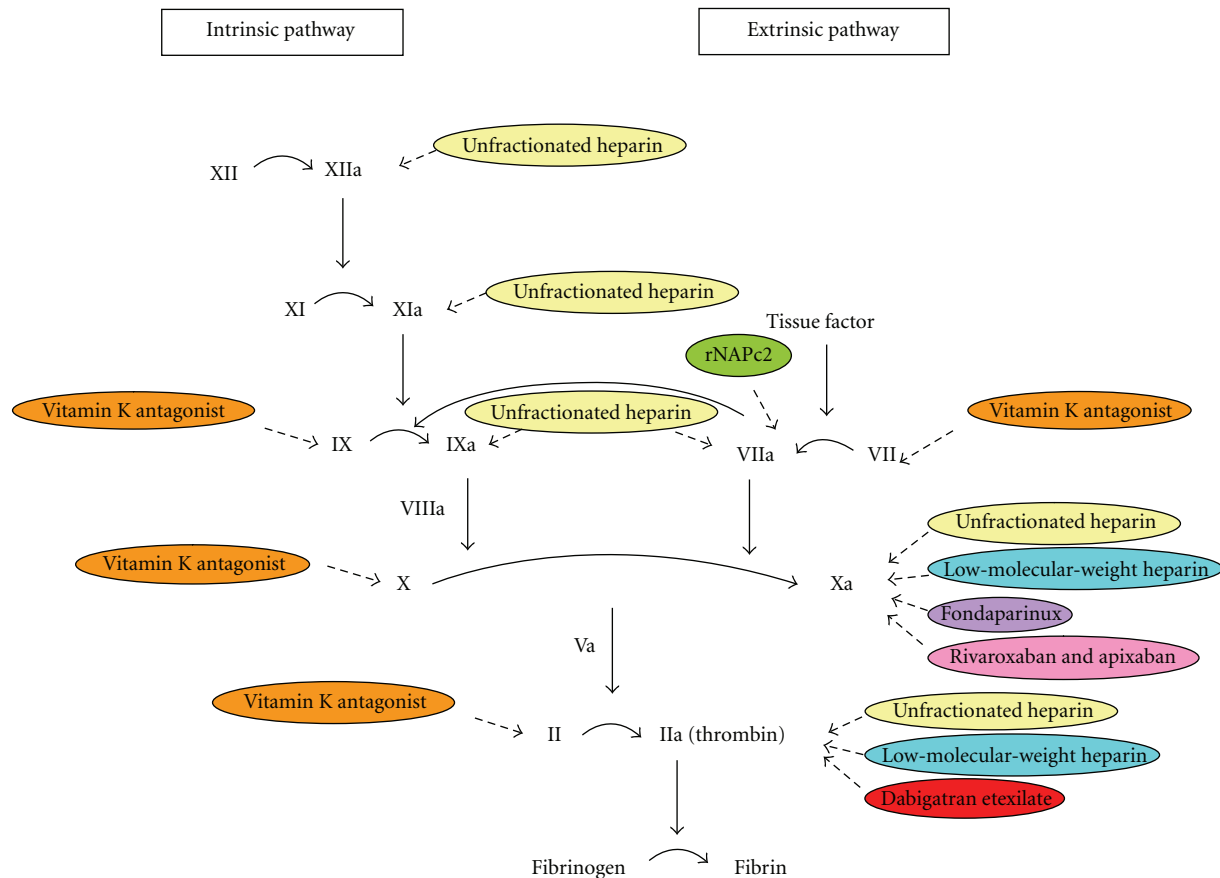 Intrinsic pathway
Extrinsic pathway
Unfractionated heparin
XII
XIIa
Unfractionated heparin
XI
XIa
Tissue factor
rNAPc2
Vitamin K antagonist
Unfractionated heparin
Vitamin K antagonist
IX
IXa
VIIa
VII
VIIIa
Unfractionated heparin
Vitamin K antagonist
Low-molecular-weight heparin
X
Xa
Fondaparinux
Va
Rivaroxaban and apixaban
Vitamin K antagonist
Unfractionated heparin
II
IIa (thrombin)
Low-molecular-weight heparin
Dabigatran etexilate
Fibrinogen
Fibrin